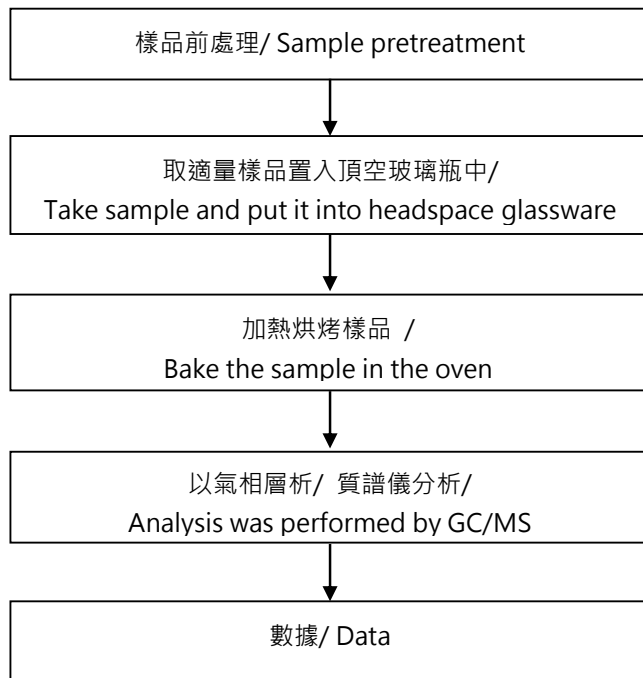 樣品前處理/ Sample pretreatment
取適量樣品置入頂空玻璃瓶中/
Take sample and put it into headspace glassware
加熱烘烤樣品 /
Bake the sample in the oven
以氣相層析/ 質譜儀分析/
Analysis was performed by GC/MS
數據/ Data